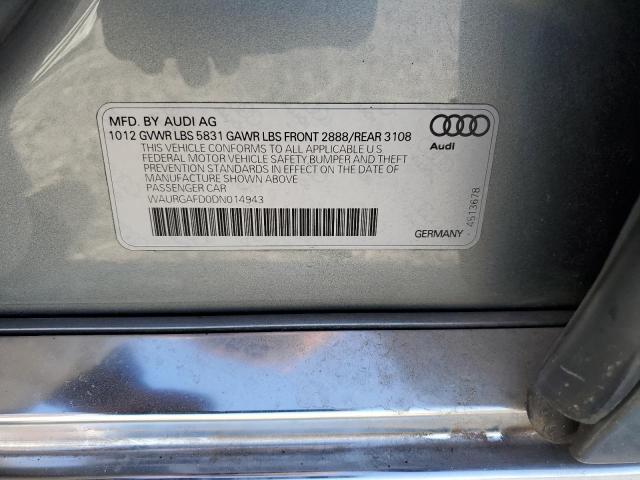 MFD. BY AUDI AG
1012 GVWR LBS 5831 GAWR LBS FRONT 2888/REAR 3108
THIS VEHICLE CONFORMS TO ALL APPLICABLE U S
FEDERAL MOTOR VEHICLE SAFETY BUMPER AND THEFT
PREVENTION STANDARDS IN EFFECT ON THE DATE OF
MANUFACTURE SHOWN ABOVE
PASSENGER CAR
WAURGAFD0DN014943
Audi
GERMANY
4513678